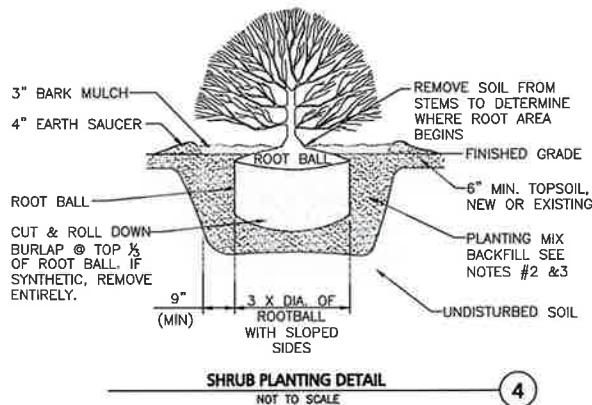 3" BARK MULCH
4" EARTH SAUCER
ROOT BALL
CUT & ROLL DOWN
BURLAP @ TOP ⅓
OF ROOT BALL. IF
SYNTHETIC, REMOVE
ENTIRELY.
9"
(MIN)
ROOT BALL
3 X DIA. OF
ROOTBALL
WITH SLOPED
SIDES
REMOVE SOIL FROM
STEMS TO DETERMINE
WHERE ROOT AREA
BEGINS
FINISHED GRADE
6" MIN. TOPSOIL,
NEW OR EXISTING
PLANTING MIX
BACKFILL SEE
NOTES #2 &3
UNDISTURBED SOIL
SHRUB PLANTING DETAIL
NOT TO SCALE
4